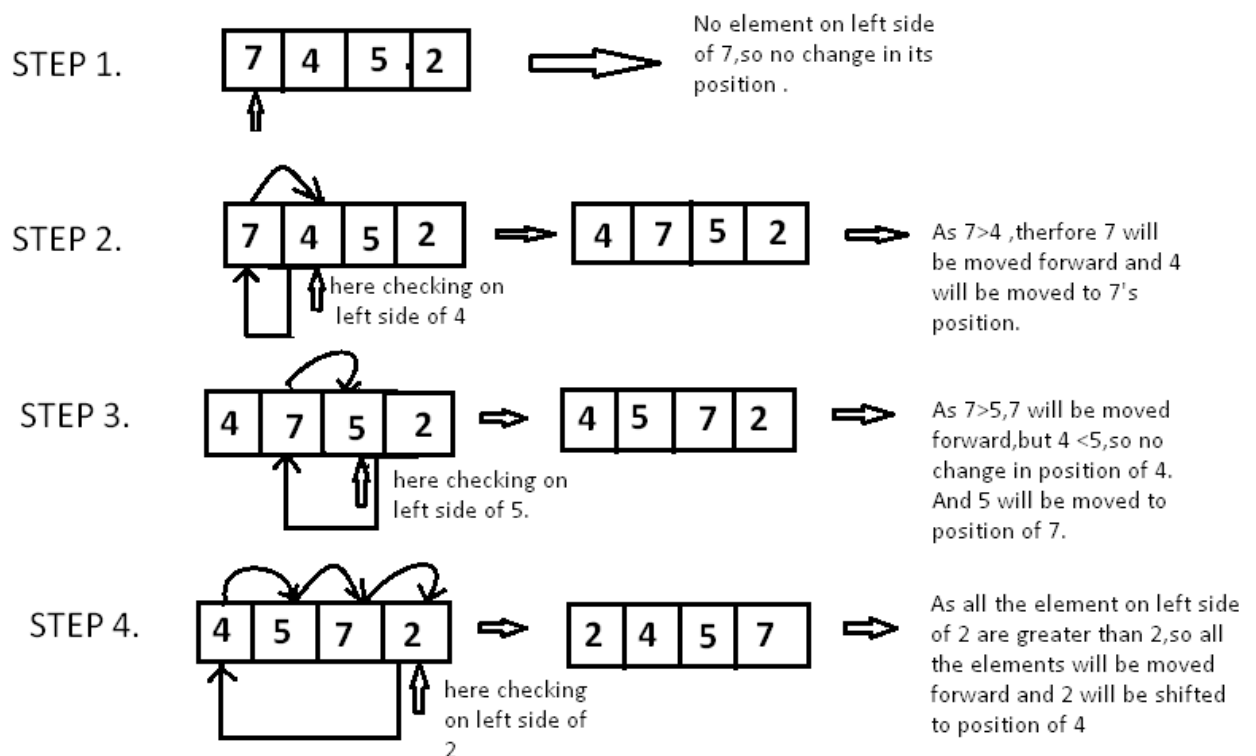 STEP 1.
7 4 5 . 2
No element on left side
of 7,so no change in its
position .
STEP 2.
7 4 5 2
here checking on
left side of 4
4 7 5 2
As 7>4 ,therfore 7 will
be moved forward and 4
will be moved to 7's
position.
STEP 3.
4 7 5 2
here checking on
left side of 5.
4 5 7 2
As 7>5,7 will be moved
forward,but 4 <5,so no
change in position of 4.
And 5 will be moved to
position of 7.
STEP 4.
4 5 7 2
here checking
on left side of
2
2 4 5 7
As all the element on left side
of 2 are greater than 2,so all
the elements will be moved
forward and 2 will be shifted
to position of 4